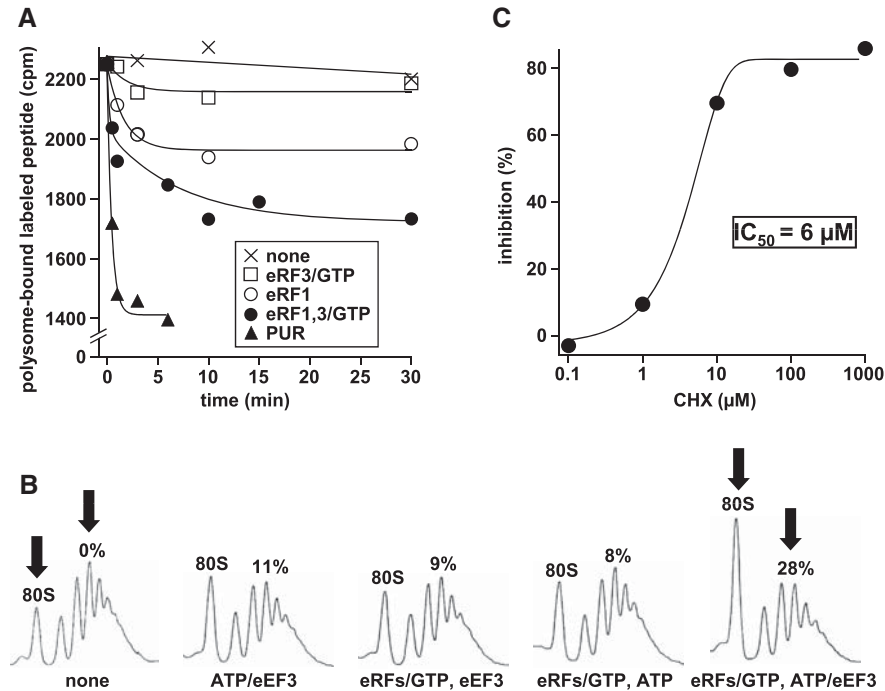 A
polysome-bound labeled peptide (cpm)
2200
2000
1800
1600
1400
0
0 5 10 15 20 25 30
time (min)
none
eRF3/GTP
eRF1
eRF1,3/GTP
PUR
C
inhibition (%)
80
60
40
20
0
0.1 1 10 100 1000
CHX (µM)
IC50 = 6 µM
B
80S 0%
none
80S 11%
ATP/eEF3
80S 9%
eRFs/GTP, eEF3
80S 8%
eRFs/GTP, ATP
80S 28%
eRFs/GTP, ATP/eEF3